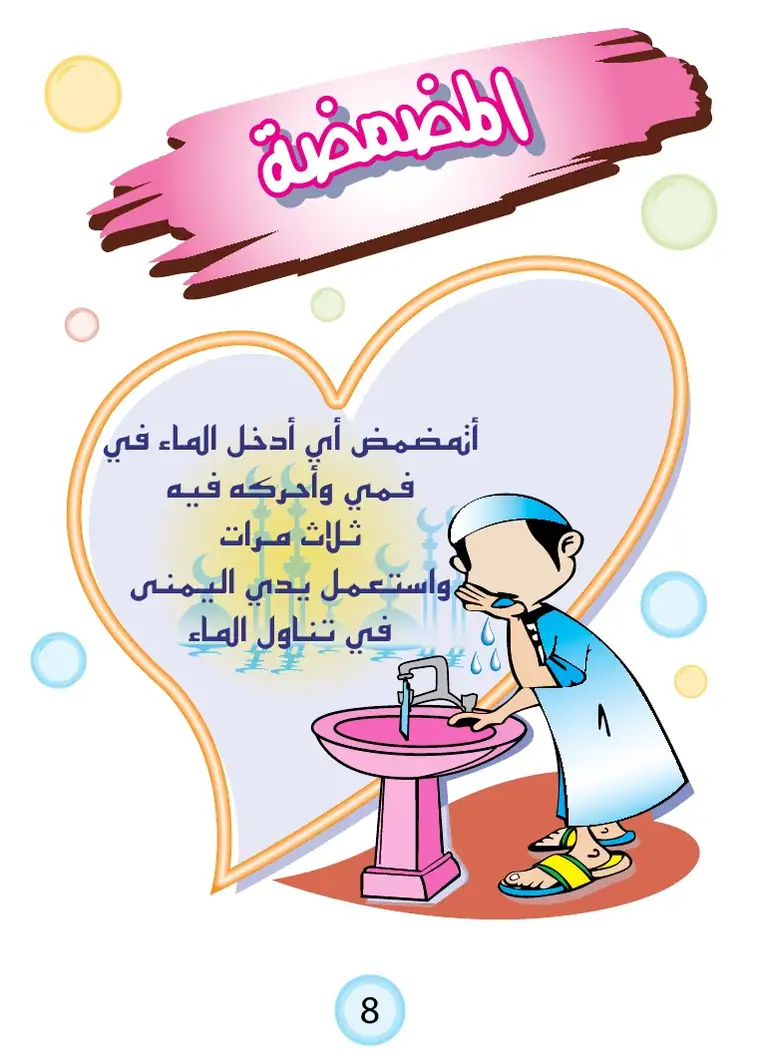 المضمضة
أتمضمض أي أدخل الماء في
فمي وأحركه فيه
ثلاث مرات
واستعمل يدي اليمنى
في تناول الماء
8